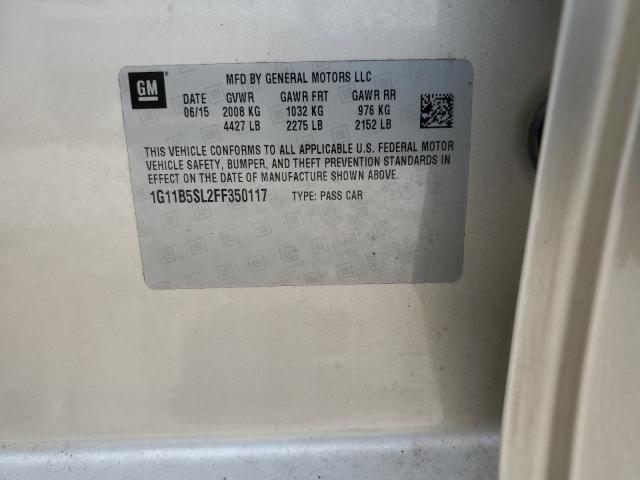 GM
MFD BY GENERAL MOTORS LLC
DATE GVWR GAWR FRT GAWR RR
06/15 2008 KG 1032 KG 976 KG
4427 LB 2275 LB 2152 LB
THIS VEHICLE CONFORMS TO ALL APPLICABLE U.S. FEDERAL MOTOR
VEHICLE SAFETY, BUMPER, AND THEFT PREVENTION STANDARDS IN
EFFECT ON THE DATE OF MANUFACTURE SHOWN ABOVE.
1G11B5SL2FF350117 TYPE: PASS CAR